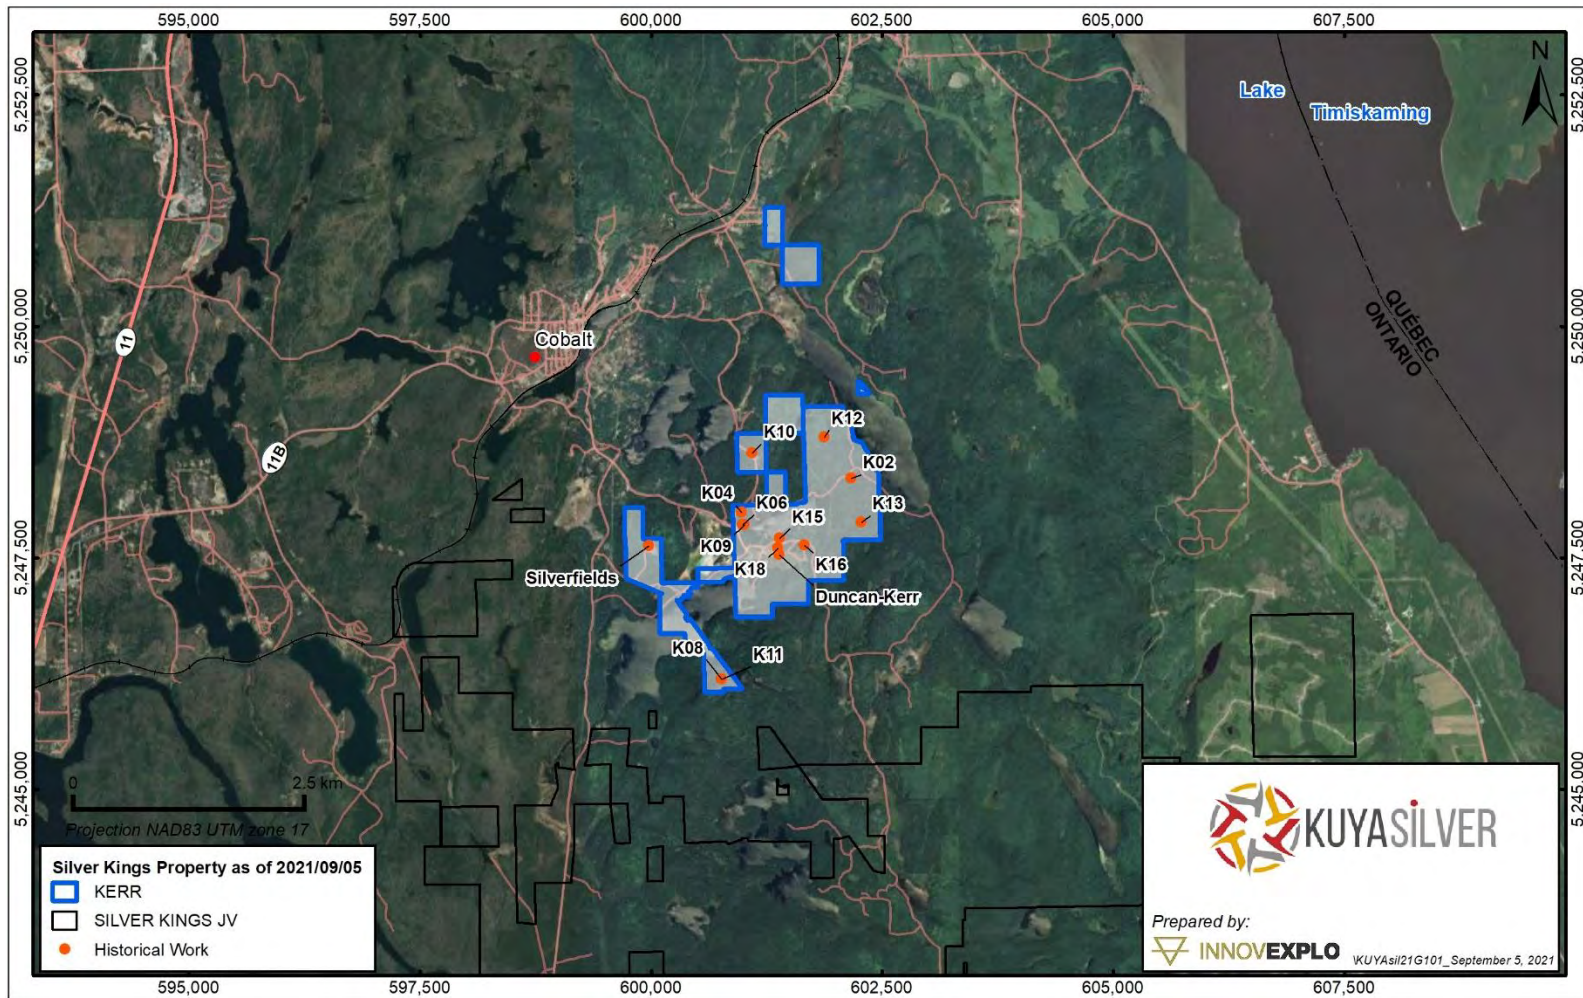 595,000
597,500
600,000
602,500
605,000
607,500
5,252,500
5,252,500
N
Lake
Timiskaming
5,250,000
5,250,000
11
QUÉBEC
ONTARIO
Cobalt
11B
K12
K10
K02
K04
K06
K13
K15
K09
K18
K16
5,247,500
5,247,500
Silverfields
Duncan-Kerr
K08
K11
5,245,000
5,245,000
0
2.5 km
Projection NAD83 UTM zone 17
Silver Kings Property as of 2021/09/05
KERR
SILVER KINGS JV
Historical Work
KUYASILVER
Prepared by:
INNOVEXPLO
\KUYAsil21G101_September 5, 2021
595,000
597,500
600,000
602,500
605,000
607,500